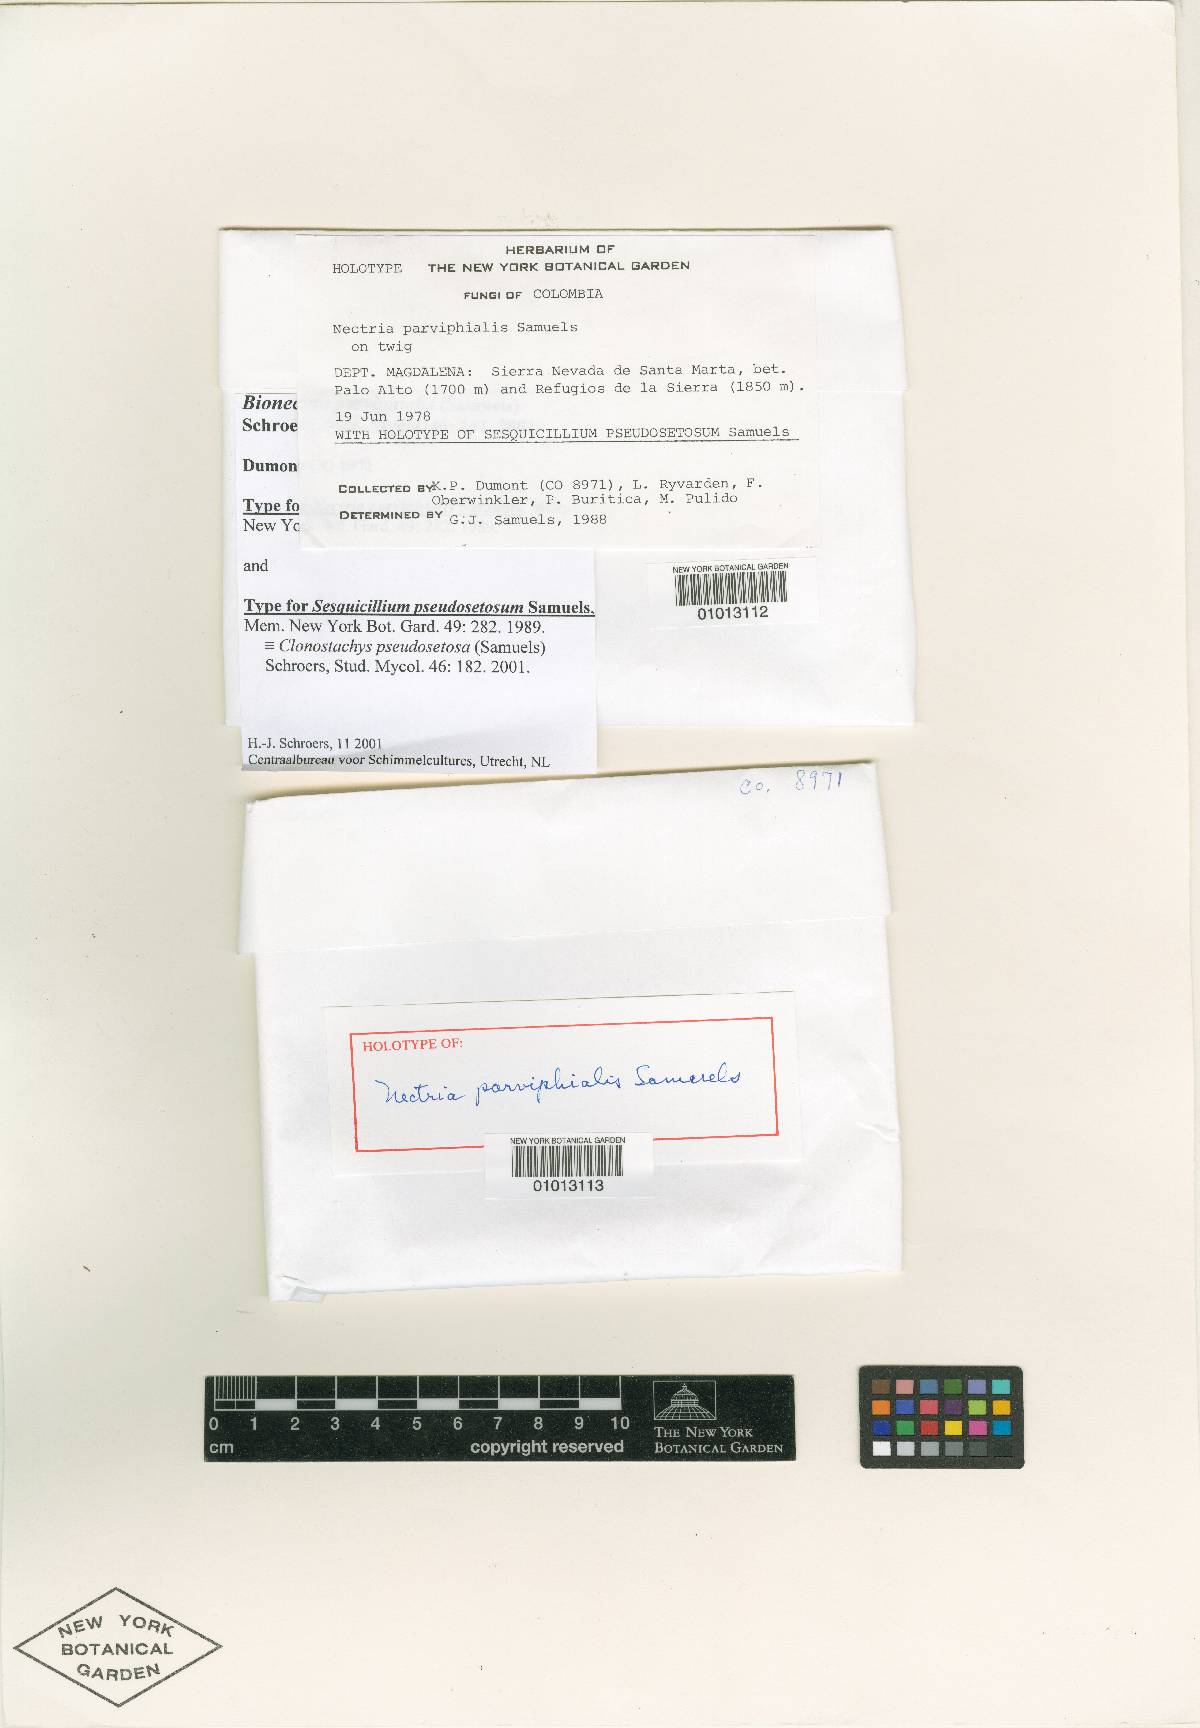 HERBARIUM OF
HOLOTYPE THE NEW YORK BOTANICAL GARDEN
FUNGI OF COLOMBIA
Nectria parviphialis Samuels
on twig
DEPT. MAGDALENA: Sierra Nevada de Santa Marta, bet.
Palo Alto (1700 m) and Refugios de la Sierra (1850 m).
19 Jun 1978
WITH HOLOTYPE OF SESQUICILLIUM PSEUDOSETOSUM Samuels
COLLECTED BY K.P. Dumont (CO 8971), L. Ryvarden, F.
Oberwinkler, P. Buritica, M. Pulido
DETERMINED BY G.J. Samuels, 1988
Bionec
Schroe
Dumon
Type fo
New Yo
and
Type for Sesquicillium pseudosetosum Samuels,
Mem. New York Bot. Gard. 49: 282. 1989.
≡ Clonostachys pseudosetosa (Samuels)
Schroers, Stud. Mycol. 46: 182. 2001.
H.-J. Schroers, 11 2001
Centraalbureau voor Schimmelcultures, Utrecht, NL
NEW YORK BOTANICAL GARDEN
01013112
CO. 8971
HOLOTYPE OF:
Nectria parviphialis Samuels
NEW YORK BOTANICAL GARDEN
01013113
0 1 2 3 4 5 6 7 8 9 10
cm
copyright reserved
THE NEW YORK
BOTANICAL GARDEN
NEW YORK
BOTANICAL
GARDEN